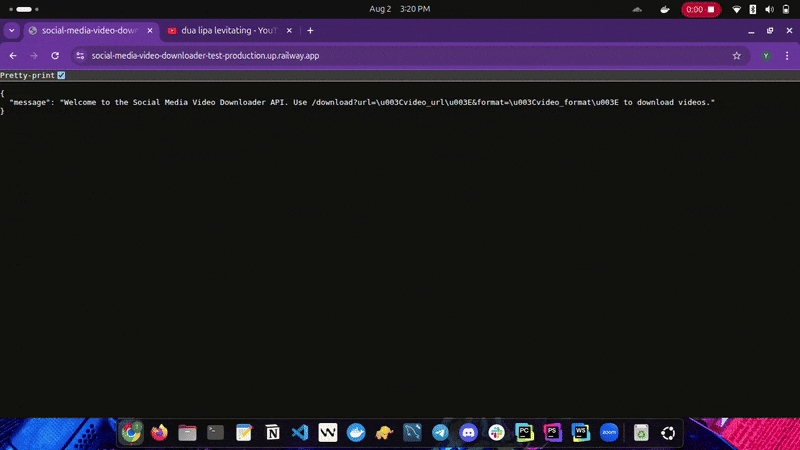 Aug 2 3:20 PM
0:00
social-media-video-down
dua lipa levitating - YouT
social-media-video-downloader-test-production.up.railway.app
Y
Pretty-print
{
"message": "Welcome to the Social Media Video Downloader API. Use /download?url=\u003Cvideo_url\u003E&format=\u003Cvideo_format\u003E to download videos."
}
PC
PS
WS
zoom